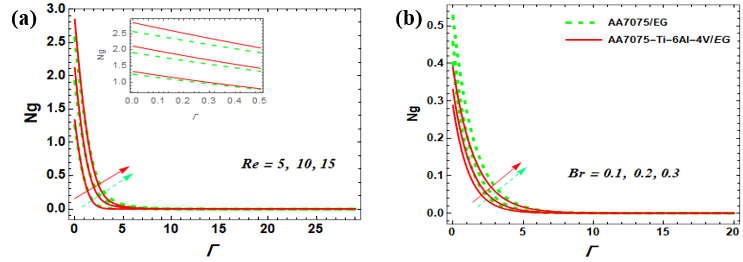 (a)
Ng
3.0
2.5
2.0
1.5
1.0
0.5
0.0
0 5 10 15 20 25
Γ
Ng
2.5
2.0
1.5
1.0
0.0 0.1 0.2 0.3 0.4 0.5
Γ
Re = 5, 10, 15
(b)
Ng
0.5
0.4
0.3
0.2
0.1
0.0
0 5 10 15 20
Γ
AA7075/EG
AA7075-Ti-6Al-4V/EG
Br = 0.1, 0.2, 0.3